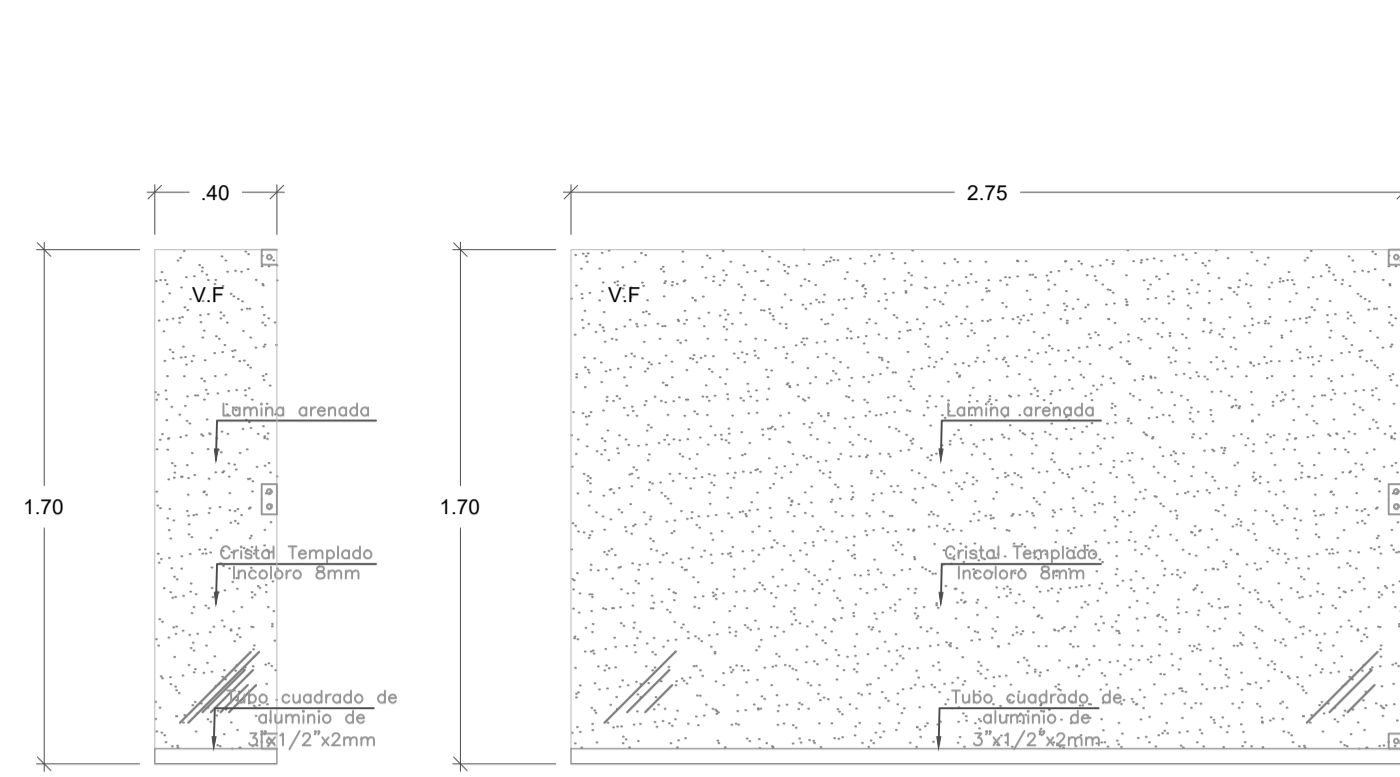 .40
2.75
V.F
V.F
Lamina arenada
Lamina arenada
1.70
1.70
Cristal Templado
Incoloro 8mm
Cristal Templado
Incoloro 8mm
Tubo cuadrado de
aluminio de
3"x1/2"x2mm
Tubo cuadrado de
aluminio de
3"x1/2"x2mm